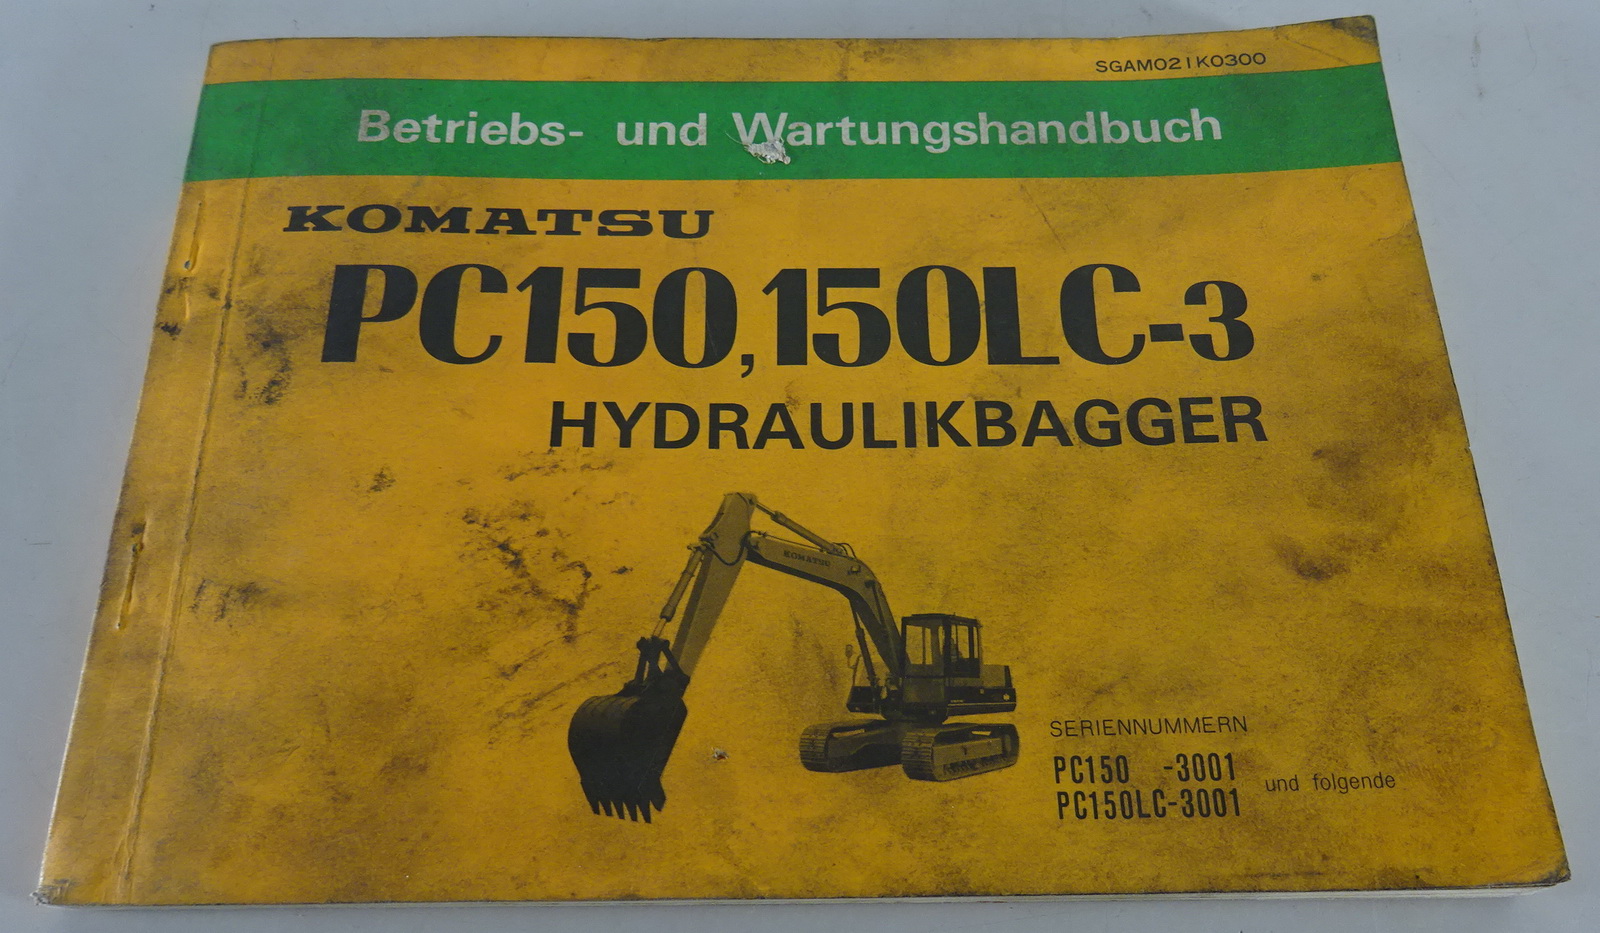 SGAM021K0300
Betriebs- und Wartungshandbuch
KOMATSU
PC150,150LC-3
HYDRAULIKBAGGER
KOMATSU
SERIENNUMMERN
PC150 -3001
PC150LC-3001 und folgende